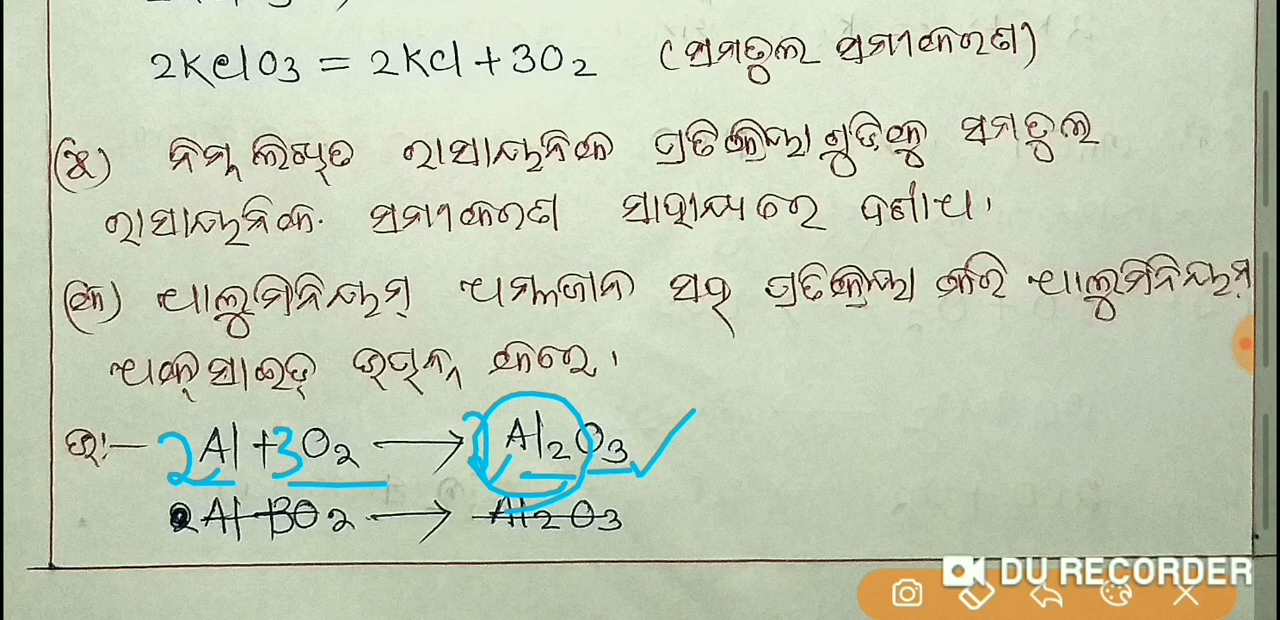 2KClO3 = 2KCl + 3O2 (ସମତୁଲ ସମୀକରଣ)
(୪) ନିମ୍ନ ଲିଖିତ ରାସାୟନିକ ପ୍ରତିକ୍ରିୟା ଗୁଡିକୁ ସମତୁଲ
ରାସାୟନିକ ସମୀକରଣ ସାହାଯ୍ୟରେ ଦର୍ଶାଅ।
(କ) ଆଲୁମିନିୟମ୍ ଅମ୍ଳଜାନ ସହ ପ୍ରତିକ୍ରିୟା କରି ଆଲୁମିନିୟମ୍
ଅକ୍ସାଇଡ୍ ଉତ୍ପନ୍ନ କରେ।
ଉ:- 2Al + 3O2 → 2Al2O3
2Al + 3O2 → Al2O3
DU RECORDER